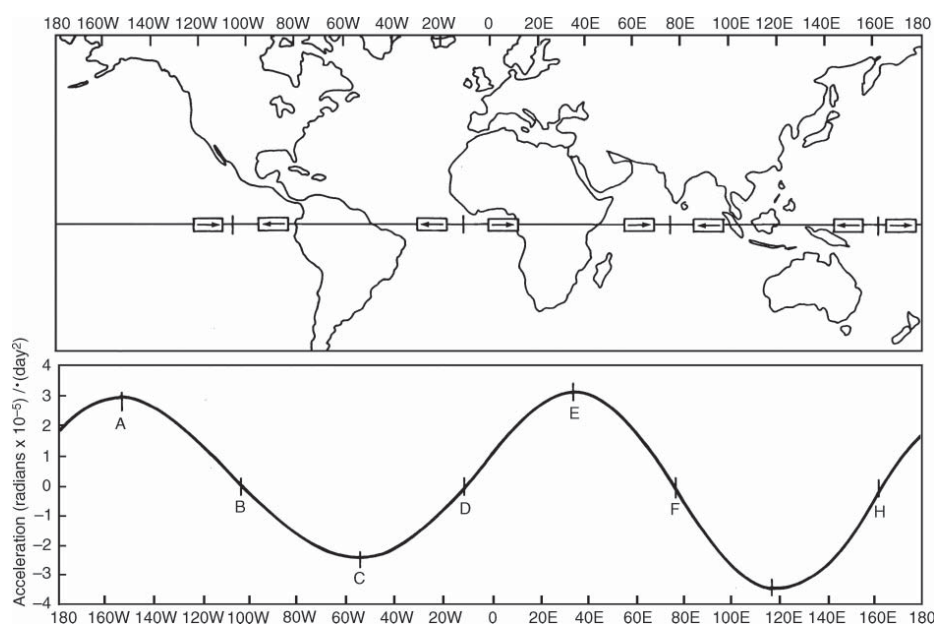 180 160W 140W 120W 100W 80W 60W 40W 20W 0 20E 40E 60E 80E 100E 120E 140E 160E 180
Acceleration (radians x 10⁻⁵) /·(day²)
4
3
2
1
0
−1
−2
−3
−4
A
B
C
D
E
F
H
180 160W 140W 120W 100W 80W 60W 40W 20W 0 20E 40E 60E 80E 100E 120E 140E 160E 180